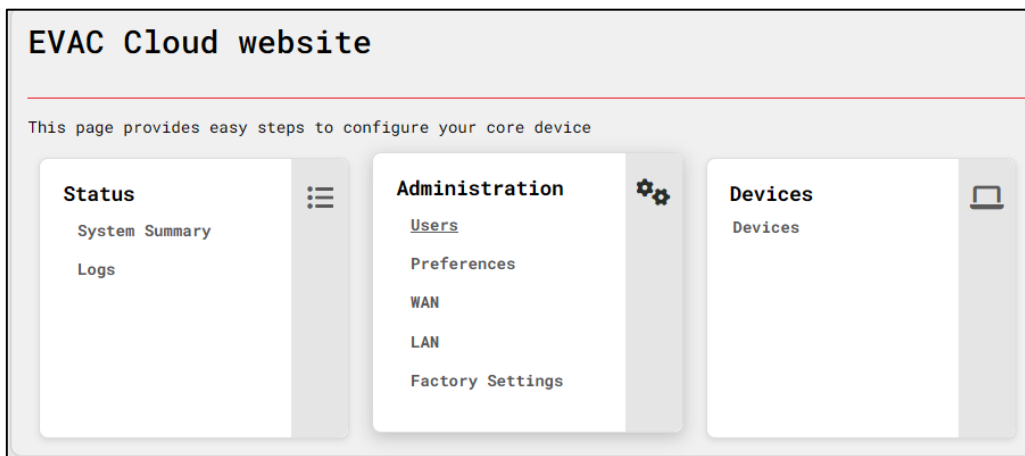 EVAC Cloud website
This page provides easy steps to configure your core device
Status
System Summary
Logs
Administration
Users
Preferences
WAN
LAN
Factory Settings
Devices
Devices